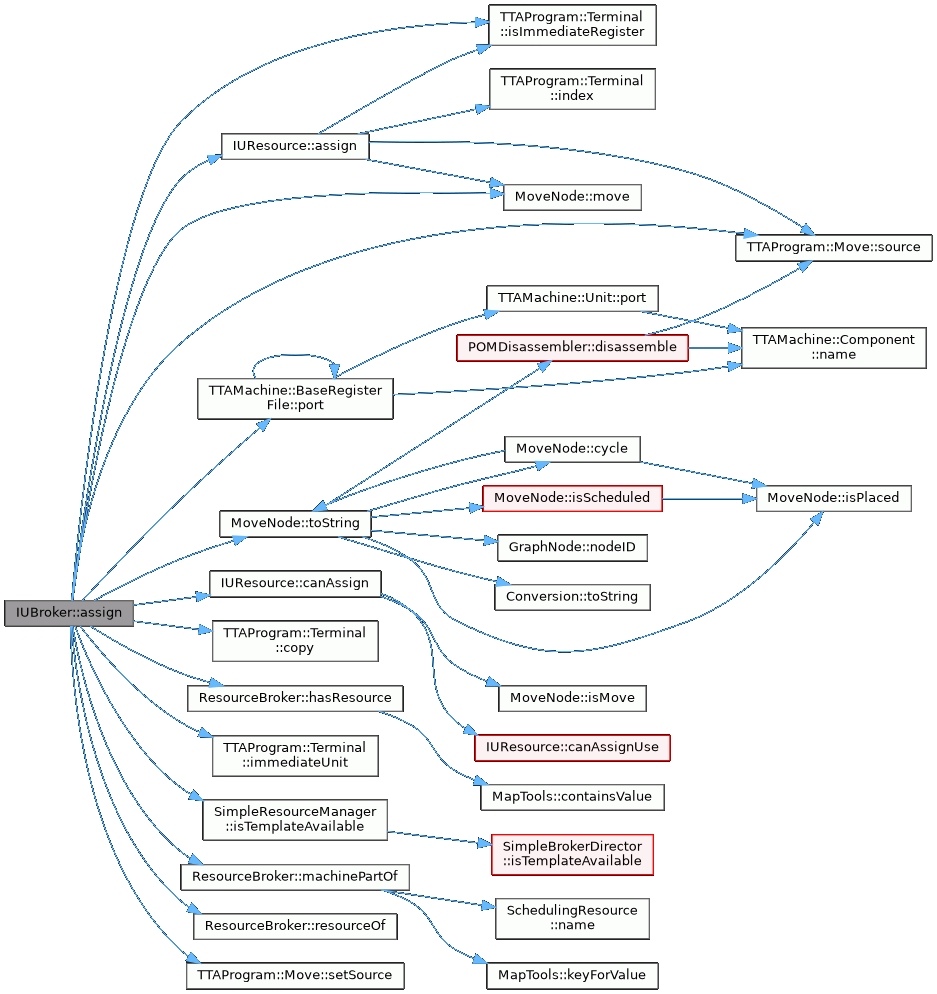 TTAProgram::Terminal
::isImmediateRegister
TTAProgram::Terminal
::index
IUResource::assign
MoveNode::move
TTAProgram::Move::source
TTAMachine::Unit::port
TTAMachine::Component
::name
POMDisassembler::disassemble
TTAMachine::BaseRegister
File::port
MoveNode::cycle
MoveNode::isScheduled
MoveNode::isPlaced
MoveNode::toString
GraphNode::nodeID
IUResource::canAssign
Conversion::toString
IUBroker::assign
TTAProgram::Terminal
::copy
ResourceBroker::hasResource
MoveNode::isMove
IUResource::canAssignUse
TTAProgram::Terminal
::immediateUnit
MapTools::containsValue
SimpleResourceManager
::isTemplateAvailable
SimpleBrokerDirector
::isTemplateAvailable
ResourceBroker::machinePartOf
SchedulingResource
::name
ResourceBroker::resourceOf
TTAProgram::Move::setSource
MapTools::keyForValue